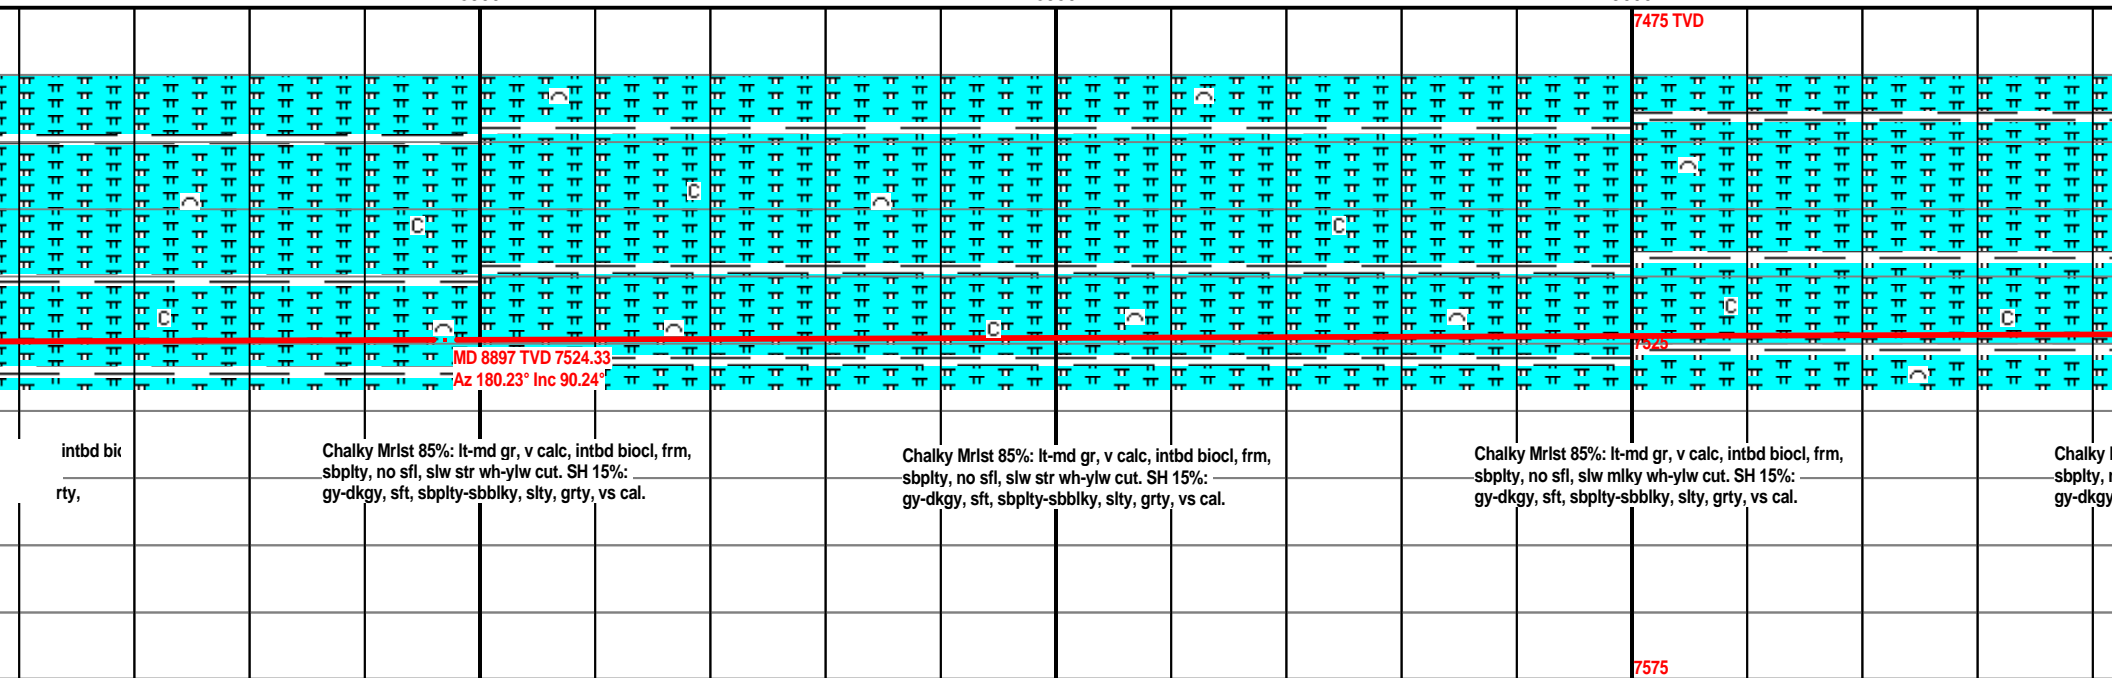 7475 TVD
MD 8897 TVD 7524.33
Az 180.23° Inc 90.24°
7525
intbd bio
rty,
Chalky Mrlst 85%: lt-md gr, v calc, intbd biocl, frm,
sbplty, no sfl, slw str wh-ylw cut. SH 15%:
gy-dkgy, sft, sbplty-sbblky, slty, grty, vs cal.
Chalky Mrlst 85%: lt-md gr, v calc, intbd biocl, frm,
sbplty, no sfl, slw str wh-ylw cut. SH 15%:
gy-dkgy, sft, sbplty-sbblky, slty, grty, vs cal.
Chalky Mrlst 85%: lt-md gr, v calc, intbd biocl, frm,
sbplty, no sfl, slw mlky wh-ylw cut. SH 15%:
gy-dkgy, sft, sbplty-sbblky, slty, grty, vs cal.
Chalky
sbplty,
gy-dkgy
7575